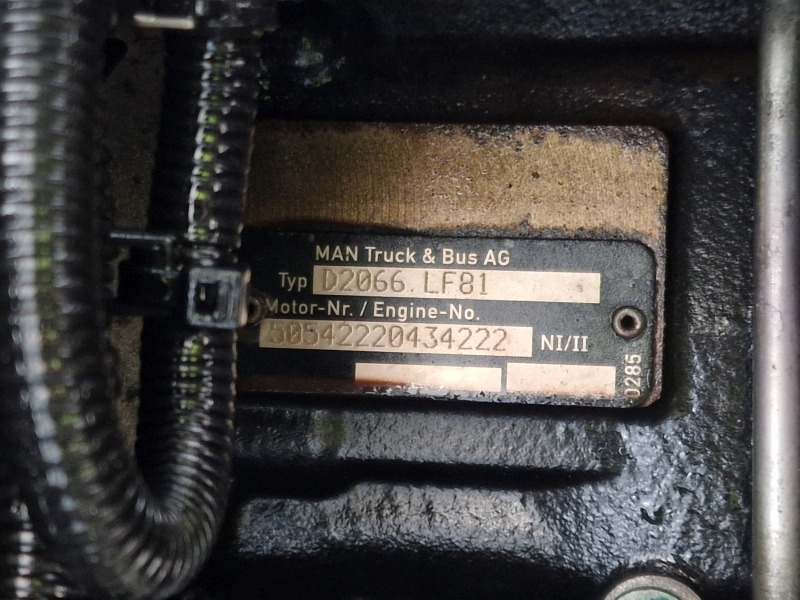 MAN Truck & Bus AG
Typ D2066 LF81
Motor-Nr. / Engine-No.
50542220434222 NI/II
0285